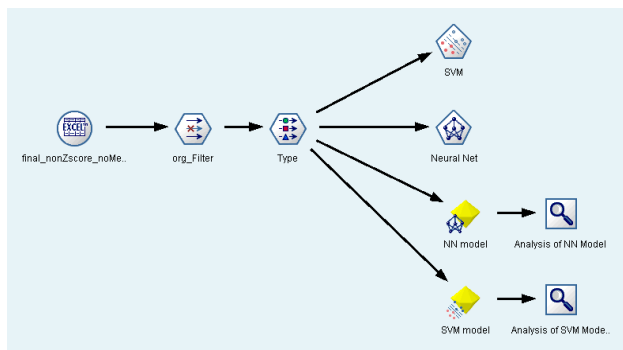 SVM
EXCEL
final_nonZscore_noMe..
org_Filter
Type
Neural Net
NN model
Analysis of NN Model
SVM model
Analysis of SVM Mode..